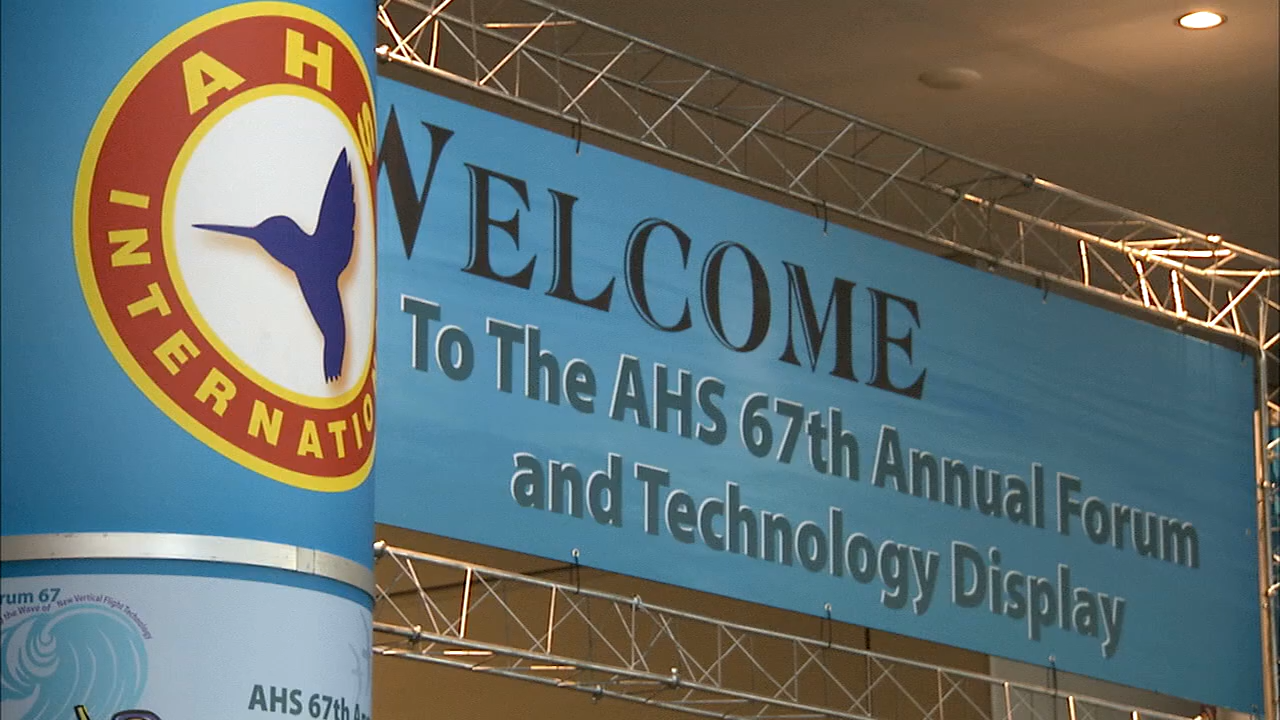 AHS
INTERNATIO
WELCOME
To The AHS 67th Annual Forum
and Technology Display
rum 67
the Wave of New Vertical Flight Technology
AHS 67th An